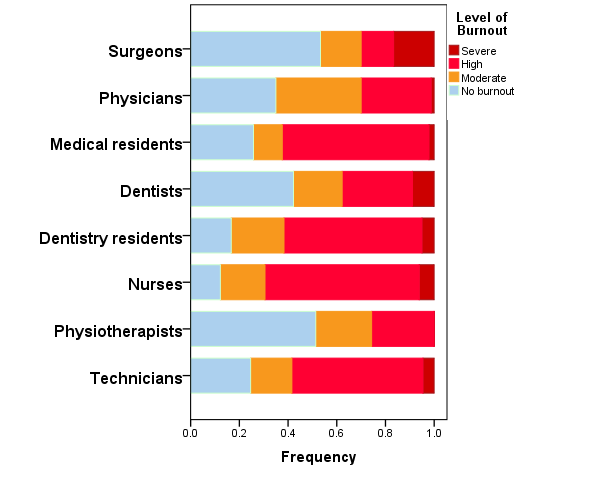 Level of
Burnout
Severe
High
Moderate
No burnout
Surgeons
Physicians
Medical residents
Dentists
Dentistry residents
Nurses
Physiotherapists
Technicians
0.0 0.2 0.4 0.6 0.8 1.0
Frequency